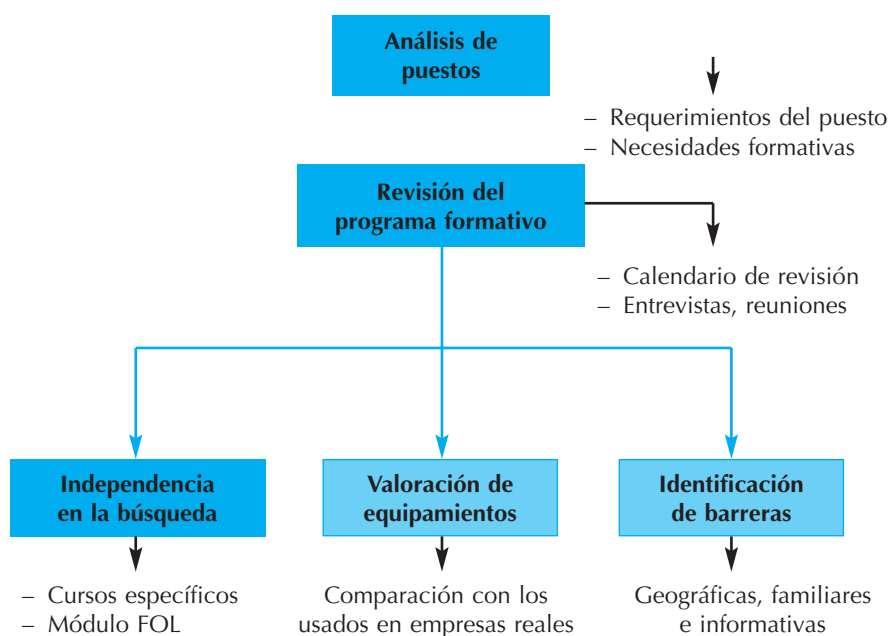 Análisis de
puestos
– Requerimientos del puesto
– Necesidades formativas
Revisión del
programa formativo
– Calendario de revisión
– Entrevistas, reuniones
Independencia
en la búsqueda
Valoración de
equipamientos
Identificación
de barreras
– Cursos específicos
– Módulo FOL
Comparación con los
usados en empresas reales
Geográficas, familiares
e informativas